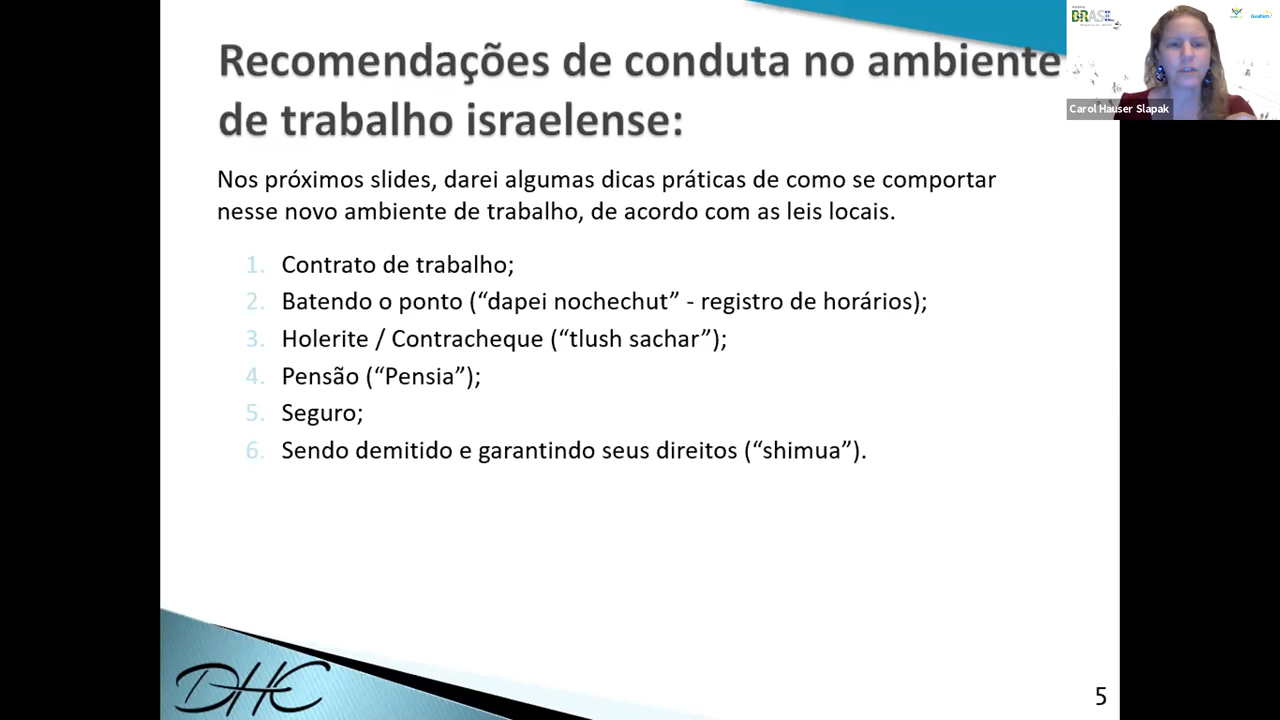 Recomendações de conduta no ambiente
de trabalho israelense:
Nos próximos slides, darei algumas dicas práticas de como se comportar
nesse novo ambiente de trabalho, de acordo com as leis locais.
1. Contrato de trabalho;
2. Batendo o ponto (“dapei nochechut” - registro de horários);
3. Holerite / Contracheque (“tlush sachar”);
4. Pensão (“Pensia”);
5. Seguro;
6. Sendo demitido e garantindo seus direitos (“shimua”).
DHC
5
BRASIL
Carol Hauser Slapak